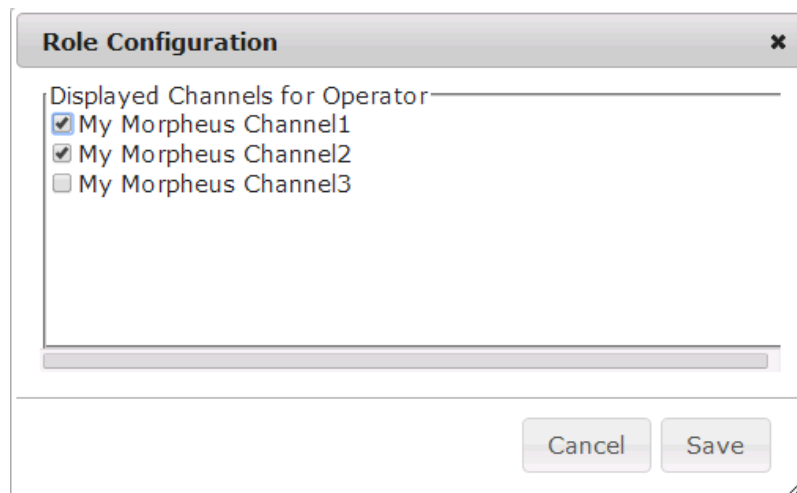 Role Configuration
Displayed Channels for Operator
My Morpheus Channel1
My Morpheus Channel2
My Morpheus Channel3
Cancel Save